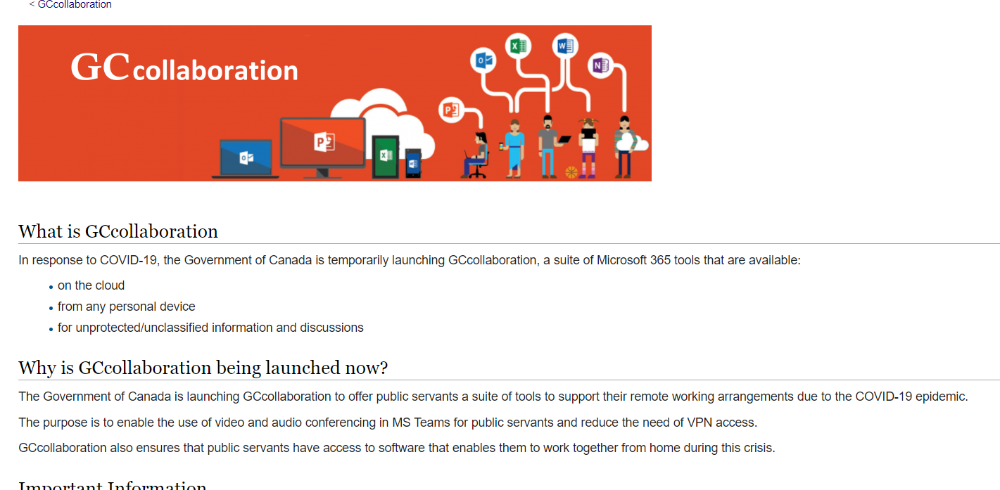 < GCcollaboration
GCcollaboration
What is GCcollaboration
In response to COVID-19, the Government of Canada is temporarily launching GCcollaboration, a suite of Microsoft 365 tools that are available:
• on the cloud
• from any personal device
• for unprotected/unclassified information and discussions
Why is GCcollaboration being launched now?
The Government of Canada is launching GCcollaboration to offer public servants a suite of tools to support their remote working arrangements due to the COVID-19 epidemic.
The purpose is to enable the use of video and audio conferencing in MS Teams for public servants and reduce the need of VPN access.
GCcollaboration also ensures that public servants have access to software that enables them to work together from home during this crisis.
Important Information